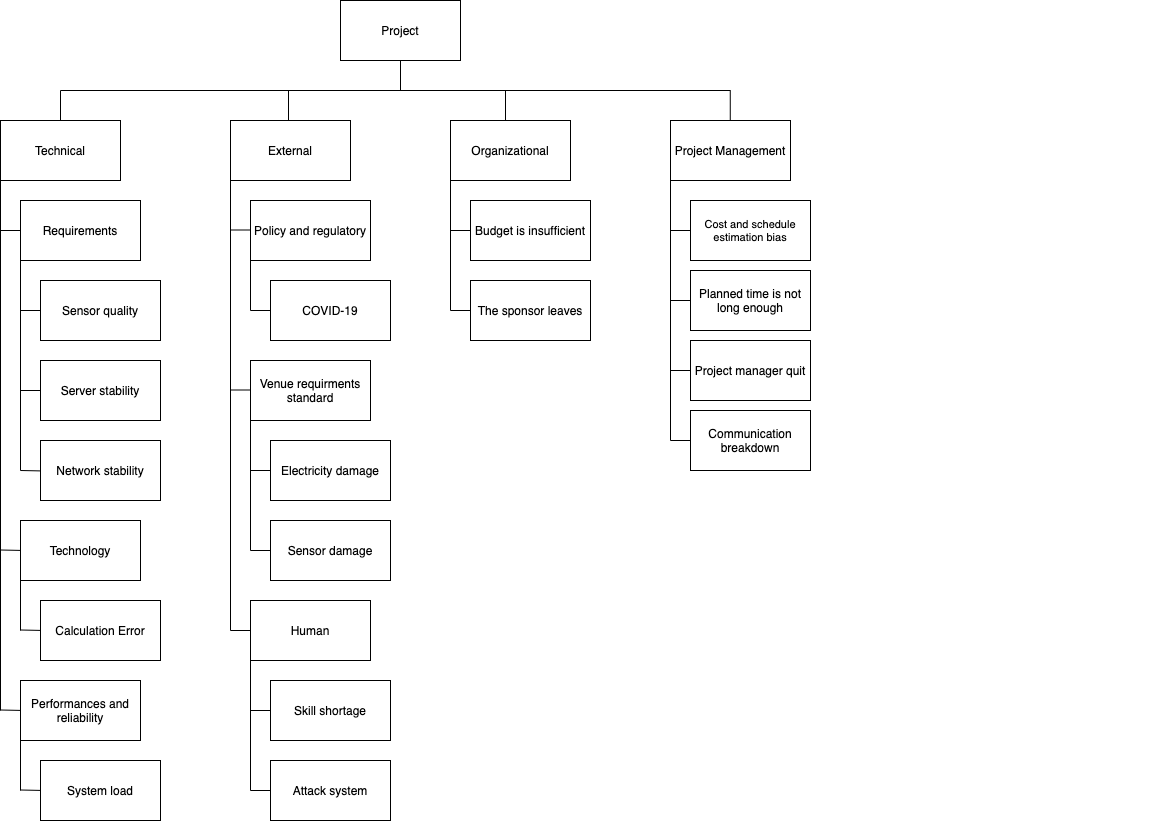 Project
Technical
External
Organizational
Project Management
Requirements
Sensor quality
Server stability
Network stability
Technology
Calculation Error
Performances and
reliability
System load
Policy and regulatory
COVID-19
Venue requirments
standard
Electricity damage
Sensor damage
Human
Skill shortage
Attack system
Budget is insufficient
The sponsor leaves
Cost and schedule
estimation bias
Planned time is not
long enough
Project manager quit
Communication
breakdown